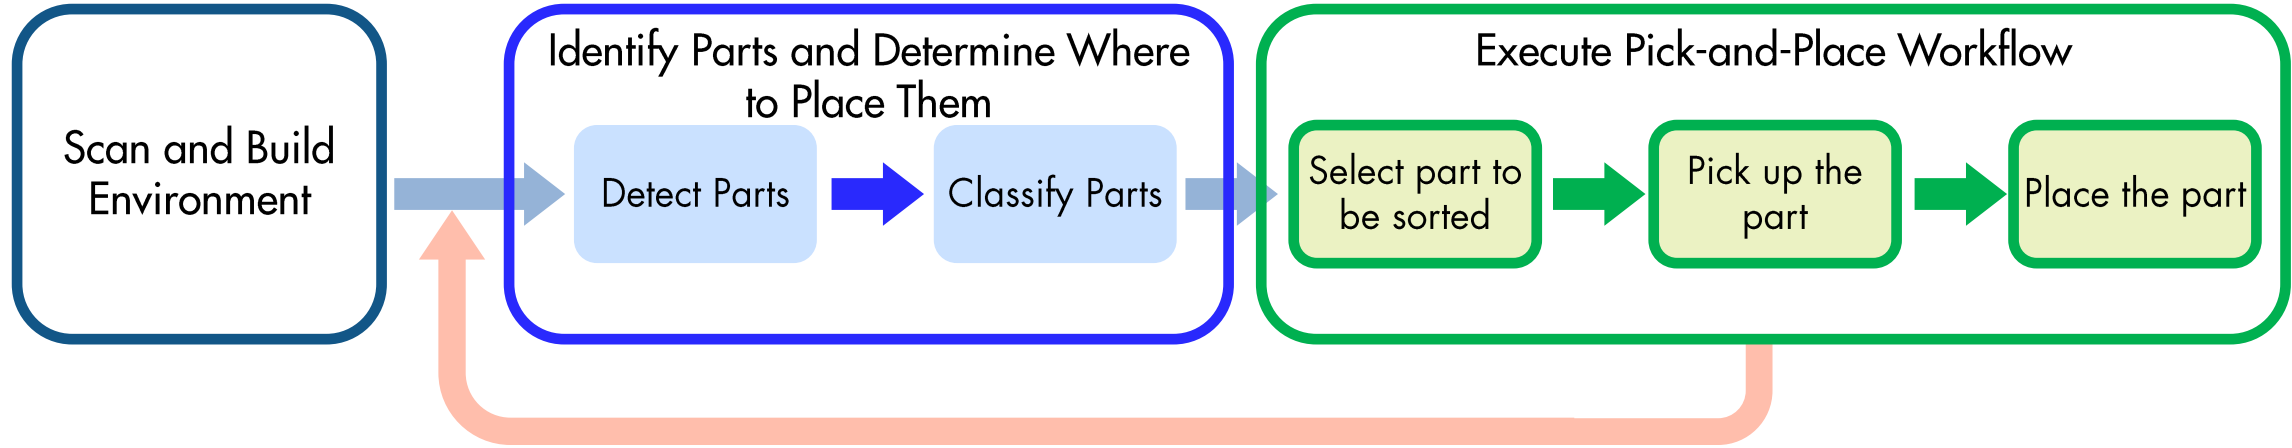 Scan and Build
Environment
Identify Parts and Determine Where
to Place Them
Detect Parts
Classify Parts
Execute Pick-and-Place Workflow
Select part to
be sorted
Pick up the
part
Place the part